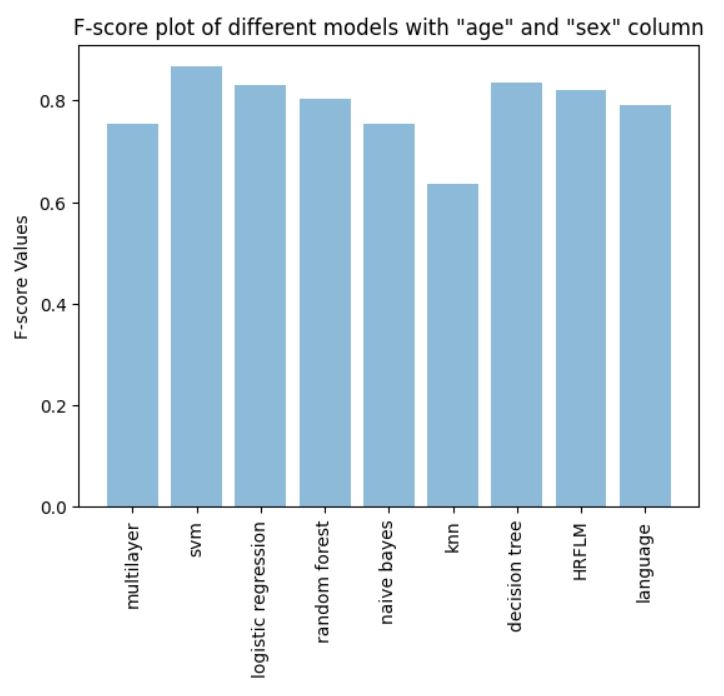 F-score plot of different models with "age" and "sex" column
F-score Values
0.8
0.6
0.4
0.2
0.0
multilayer
svm
logistic regression
random forest
naive bayes
knn
decision tree
HRFLM
language